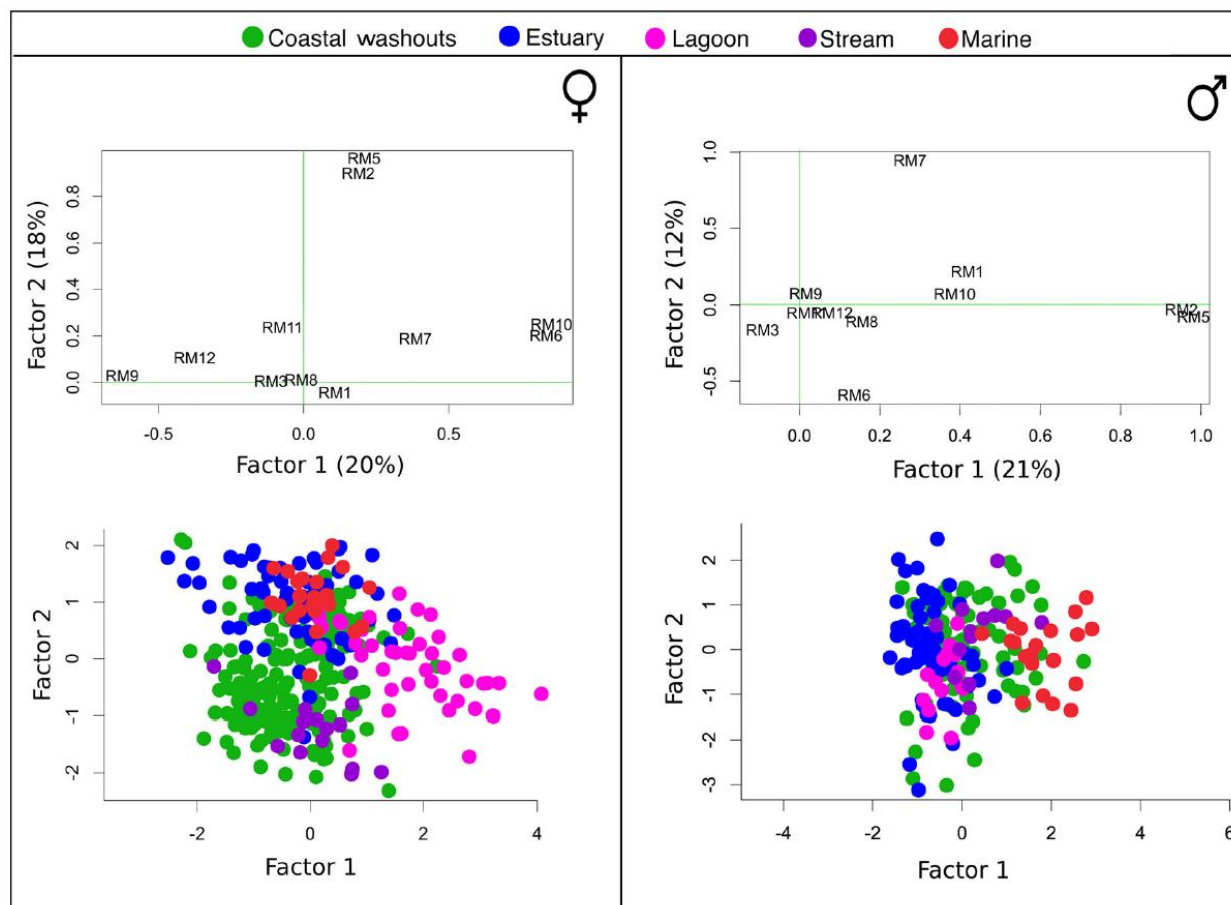 Coastal washouts Estuary Lagoon Stream Marine
♀
RM5
RM2
RM11
RM7
RM10
RM6
RM12
RM9
RM3
RM8
RM1
0.8
0.6
0.4
0.2
0.0
Factor 2 (18%)
-0.5 0.0 0.5
Factor 1 (20%)
♂
RM7
RM1
RM9
RM10
RM12
RM8
RM3
RM2
RM5
RM6
1.0
0.5
0.0
-0.5
Factor 2 (12%)
0.0 0.2 0.4 0.6 0.8 1.0
Factor 1 (21%)
2
1
0
-1
-2
Factor 2
-2 0 2 4
Factor 1
2
1
0
-1
-2
-3
Factor 2
-4 -2 0 2 4 6
Factor 1